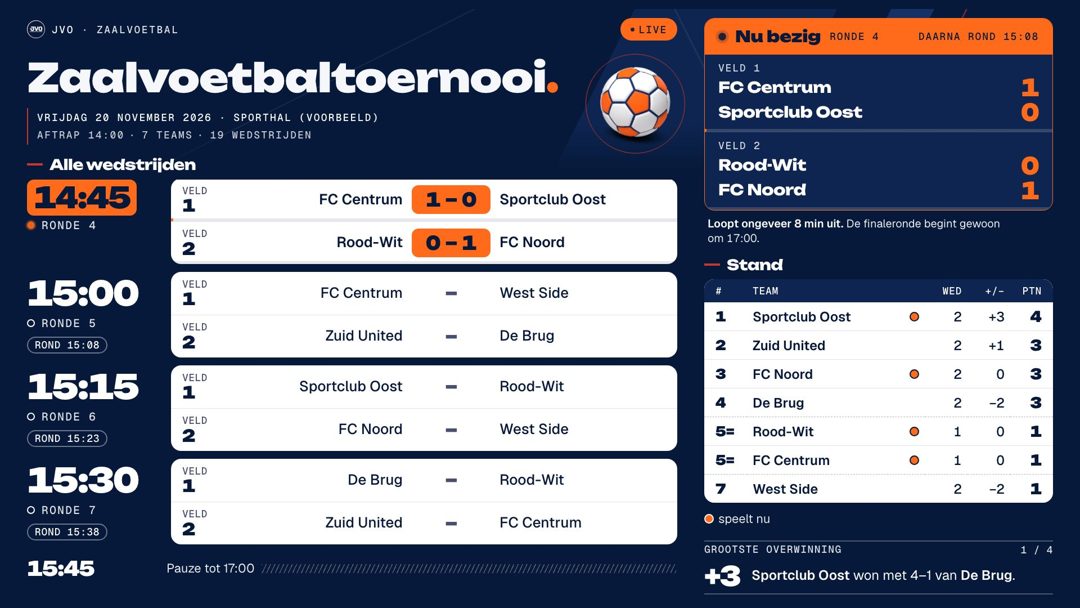 JVO JVO · ZAALVOETBAL
LIVE
Zaalvoetbaltoernooi.
VRIJDAG 20 NOVEMBER 2026 · SPORTHAL (VOORBEELD)
AFTRAP 14:00 · 7 TEAMS · 19 WEDSTRIJDEN
Alle wedstrijden
14:45
RONDE 4
VELD 1 FC Centrum 1 – 0 Sportclub Oost
VELD 2 Rood-Wit 0 – 1 FC Noord
15:00
RONDE 5
ROND 15:08
VELD 1 FC Centrum – West Side
VELD 2 Zuid United – De Brug
15:15
RONDE 6
ROND 15:23
VELD 1 Sportclub Oost – Rood-Wit
VELD 2 FC Noord – West Side
15:30
RONDE 7
ROND 15:38
VELD 1 De Brug – Rood-Wit
VELD 2 Zuid United – FC Centrum
15:45 Pauze tot 17:00
Nu bezig RONDE 4 DAARNA ROND 15:08
VELD 1
FC Centrum 1
Sportclub Oost 0
VELD 2
Rood-Wit 0
FC Noord 1
Loopt ongeveer 8 min uit. De finaleronde begint gewoon
om 17:00.
Stand
# TEAM WED +/− PTN
1 Sportclub Oost 2 +3 4
2 Zuid United 2 +1 3
3 FC Noord 2 0 3
4 De Brug 2 −2 3
5= Rood-Wit 1 0 1
5= FC Centrum 1 0 1
7 West Side 2 −2 1
speelt nu
GROOTSTE OVERWINNING 1 / 4
+3 Sportclub Oost won met 4–1 van De Brug.